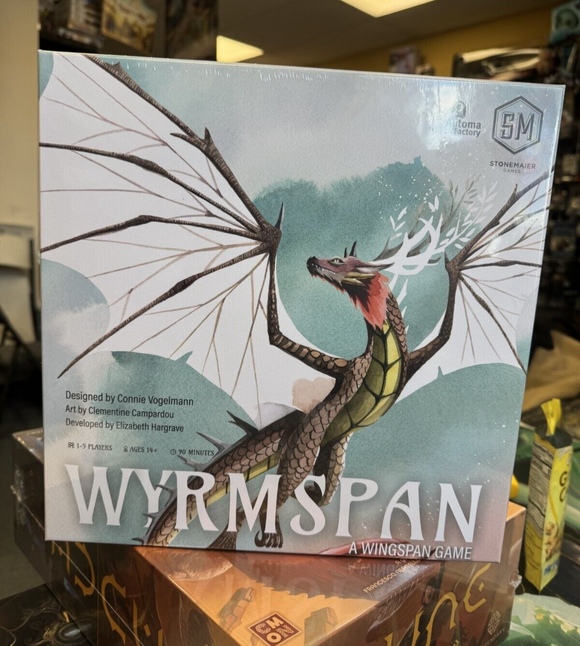 Factory
SM
STONEMAIER
GAMES
Designed by Connie Vogelmann
Art by Clementine Campardou
Developed by Elizabeth Hargrave
1-5 PLAYERS AGES 14+ 90 MINUTES
WYRMSPAN
A WINGSPAN GAME
CMON